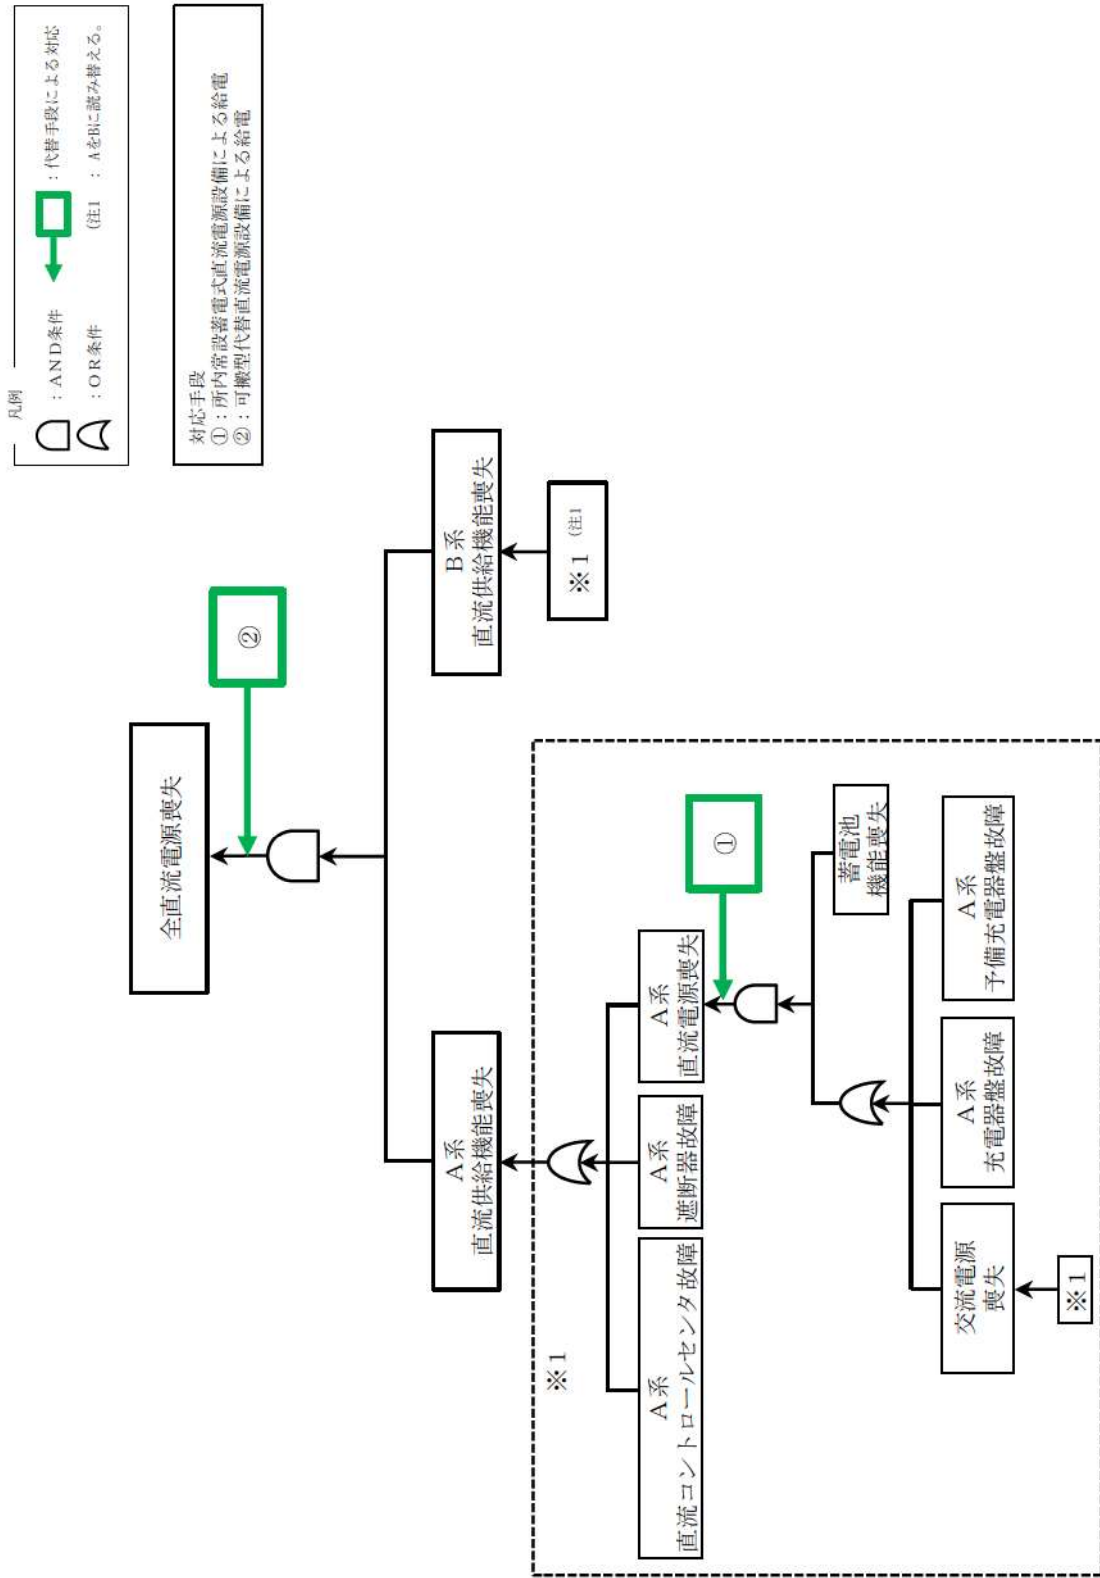 凡例
：AND条件
：代替手段による対応
：OR条件
(注1　：　AをBに読み替える。
対応手段
①：所内常設蓄電式直流電源設備による給電
②：可搬型代替直流電源設備による給電
全直流電源喪失
②
A系
直流供給機能喪失
B系
直流供給機能喪失
※1 (注1
※1
A系
直流コントロールセンタ故障
A系
遮断器故障
A系
直流電源喪失
①
蓄電池
機能喪失
交流電源
喪失
A系
充電器盤故障
A系
予備充電器盤故障
※1